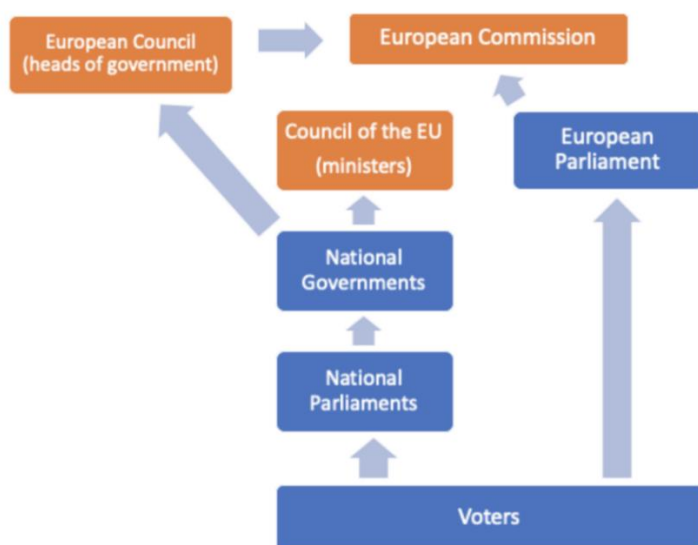 European Council
(heads of government)
European Commission
Council of the EU
(ministers)
European
Parliament
National
Governments
National
Parliaments
Voters